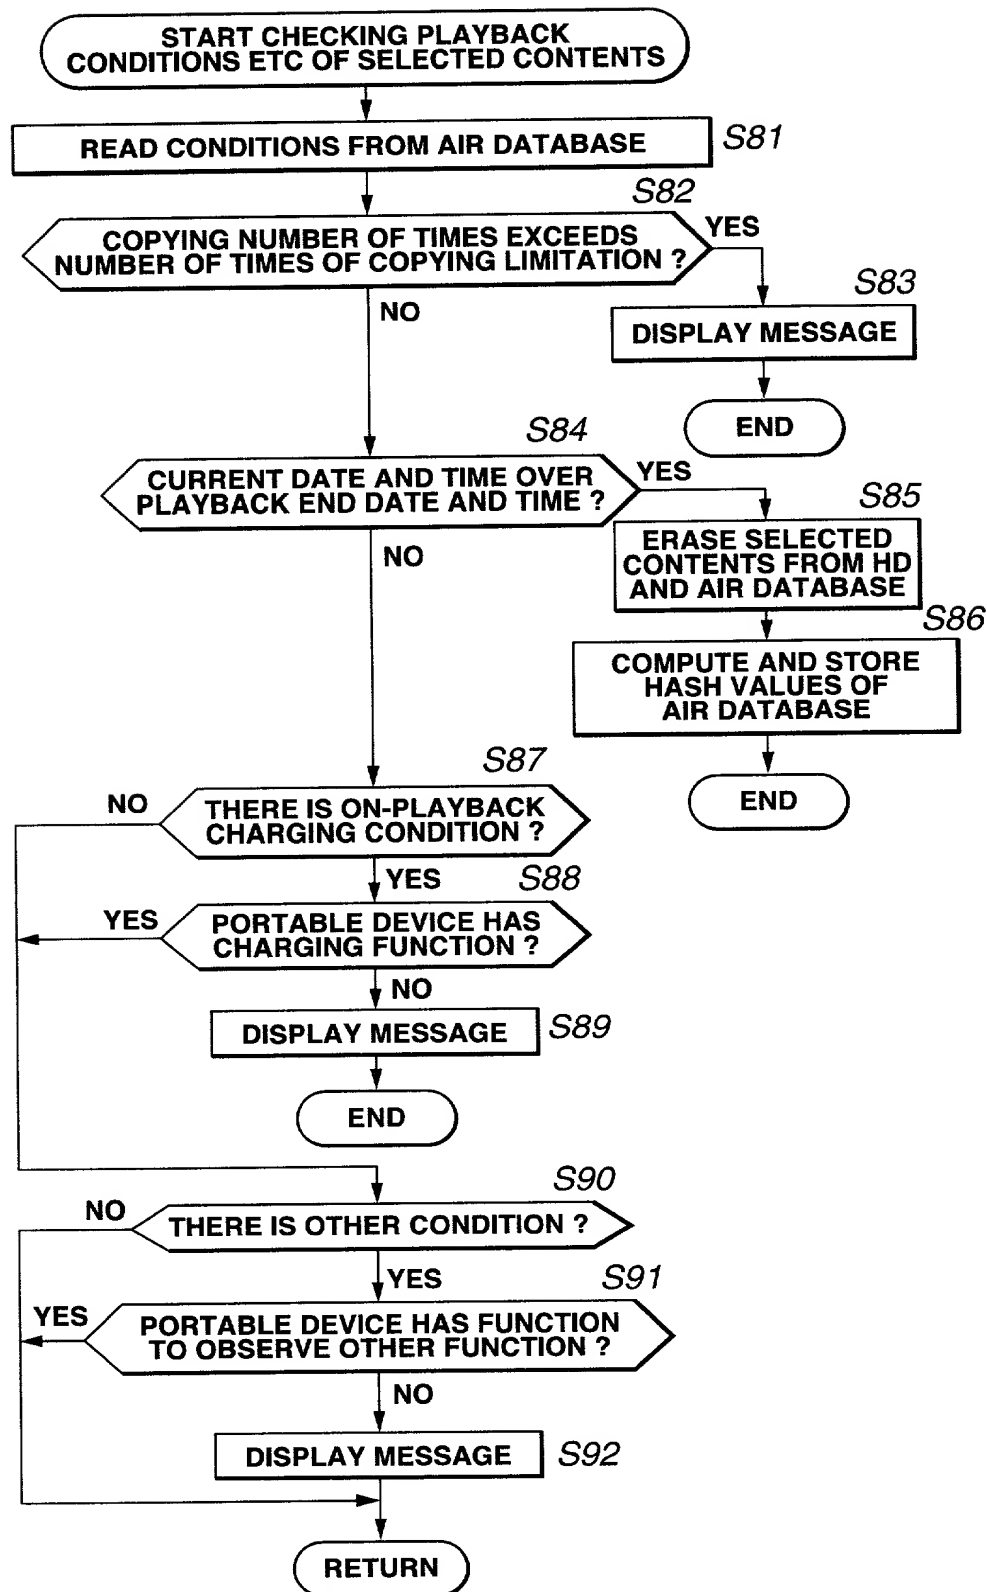 START CHECKING PLAYBACK
CONDITIONS ETC OF SELECTED CONTENTS
READ CONDITIONS FROM AIR DATABASE
S81
S82
COPYING NUMBER OF TIMES EXCEEDS
NUMBER OF TIMES OF COPYING LIMITATION ?
YES
NO
S83
DISPLAY MESSAGE
END
S84
CURRENT DATE AND TIME OVER
PLAYBACK END DATE AND TIME ?
YES
NO
S85
ERASE SELECTED
CONTENTS FROM HD
AND AIR DATABASE
S86
COMPUTE AND STORE
HASH VALUES OF
AIR DATABASE
END
S87
NO
THERE IS ON-PLAYBACK
CHARGING CONDITION ?
YES
S88
YES
PORTABLE DEVICE HAS
CHARGING FUNCTION ?
NO
DISPLAY MESSAGE
S89
END
S90
NO
THERE IS OTHER CONDITION ?
YES
S91
YES
PORTABLE DEVICE HAS FUNCTION
TO OBSERVE OTHER FUNCTION ?
NO
DISPLAY MESSAGE
S92
RETURN